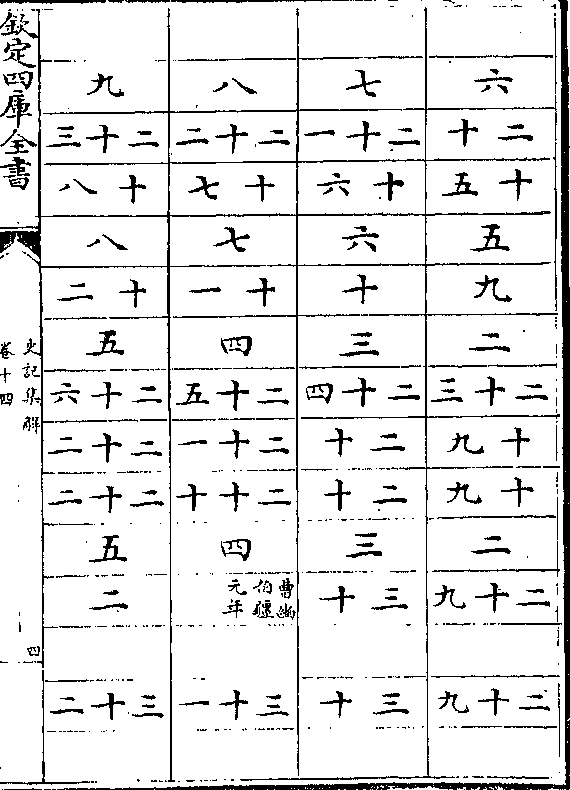 六
二十
十五
五
九
二
二十三
十九
十九
二
二十九
二十九
七
二十一
十六
六
十
三
二十四
二十
二十
三
三十
三十
八
二十二
十七
七
十一
四
二十五
二十一
二十十
四
曹幽
伯疆
元年
三十一
九
二十三
十八
八
十二
五
二十六
二十二
二十二
五
二
三十二
欽定四庫全書
史記集解
卷十四
四